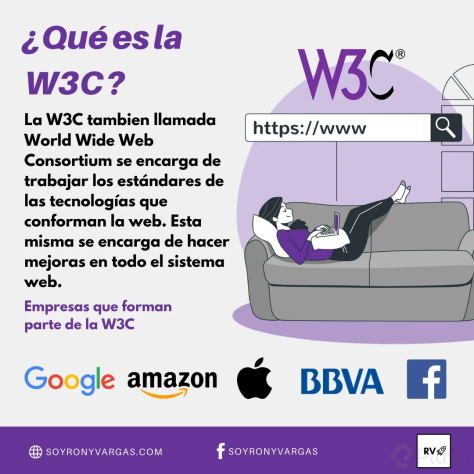 ¿Qué es la
W3C?
W3C®
https://www
La W3C tambien llamada
World Wide Web
Consortium se encarga de
trabajar los estándares de
las tecnologías que
conforman la web. Esta
misma se encarga de hacer
mejoras en todo el sistema
web.
Empresas que forman
parte de la W3C
Google amazon BBVA f
SOYRONYVARGAS.COM f SOYRONYVARGAS RV